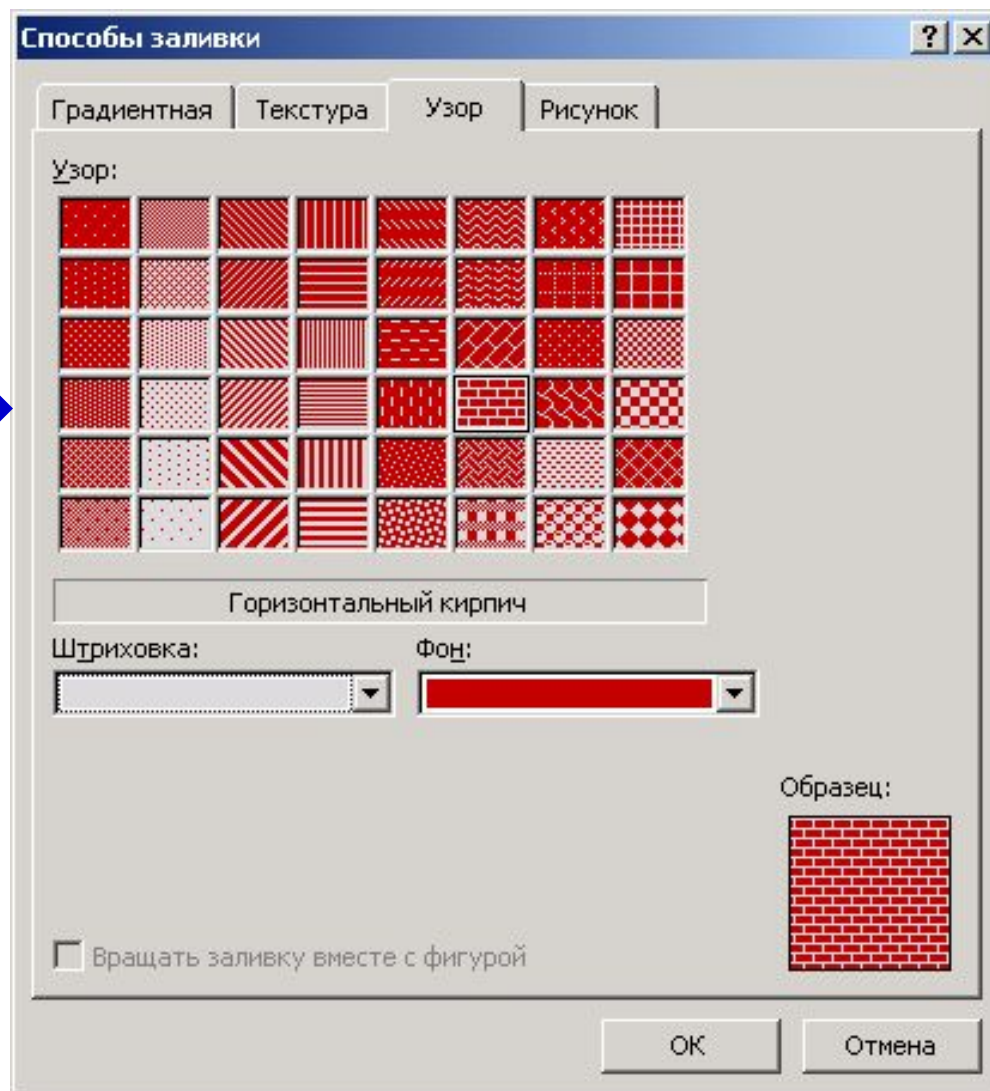 Способы заливки
Градиентная Текстура Узор Рисунок
Узор:
Горизонтальный кирпич
Штриховка: Фон:
Образец:
Вращать заливку вместе с фигурой
ОК Отмена